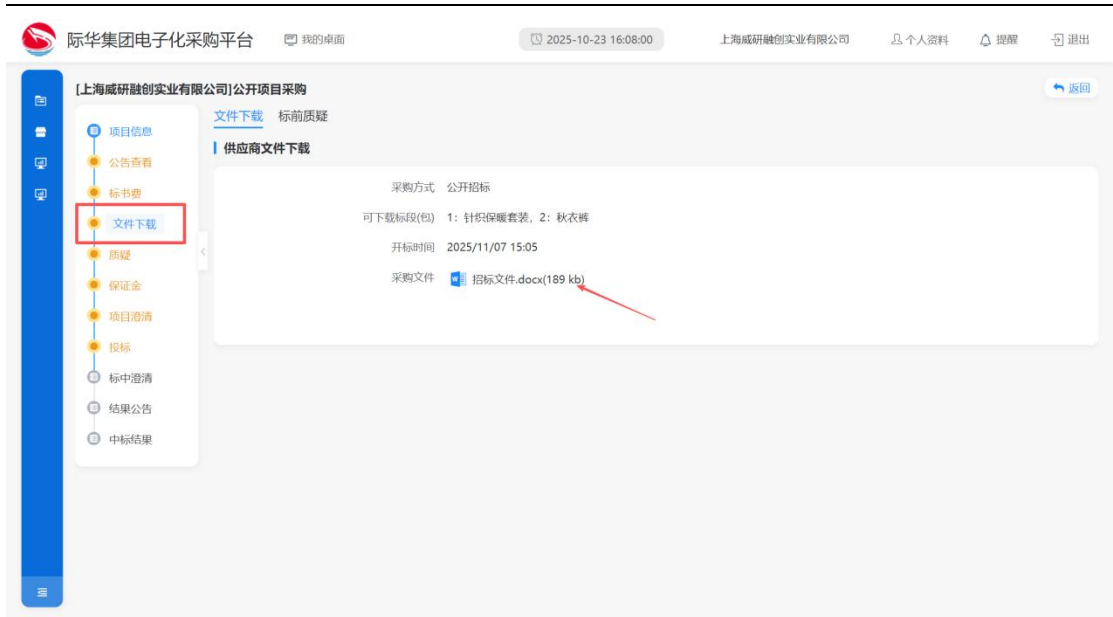 际华集团电子化采购平台 我的桌面 2025-10-23 16:08:00 上海威研融创实业有限公司 个人资料 提醒 退出
[上海威研融创实业有限公司]公开项目采购 返回
文件下载 标前质疑
供应商文件下载
项目信息
公告查看
标书费
文件下载
质疑
保证金
项目澄清
投标
标中澄清
结果公告
中标结果
采购方式 公开招标
可下载标段(包) 1：针织保暖套装，2：秋衣裤
开标时间 2025/11/07 15:05
采购文件 招标文件.docx(189 kb)